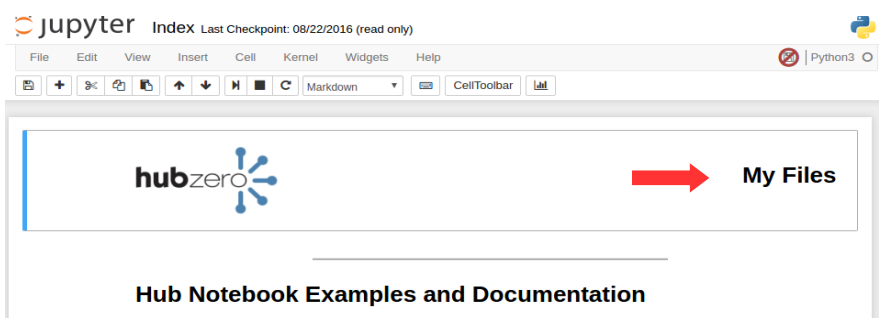 jupyter Index Last Checkpoint: 08/22/2016 (read only)
File Edit View Insert Cell Kernel Widgets Help Python3
Markdown CellToolbar
hubzero My Files
Hub Notebook Examples and Documentation